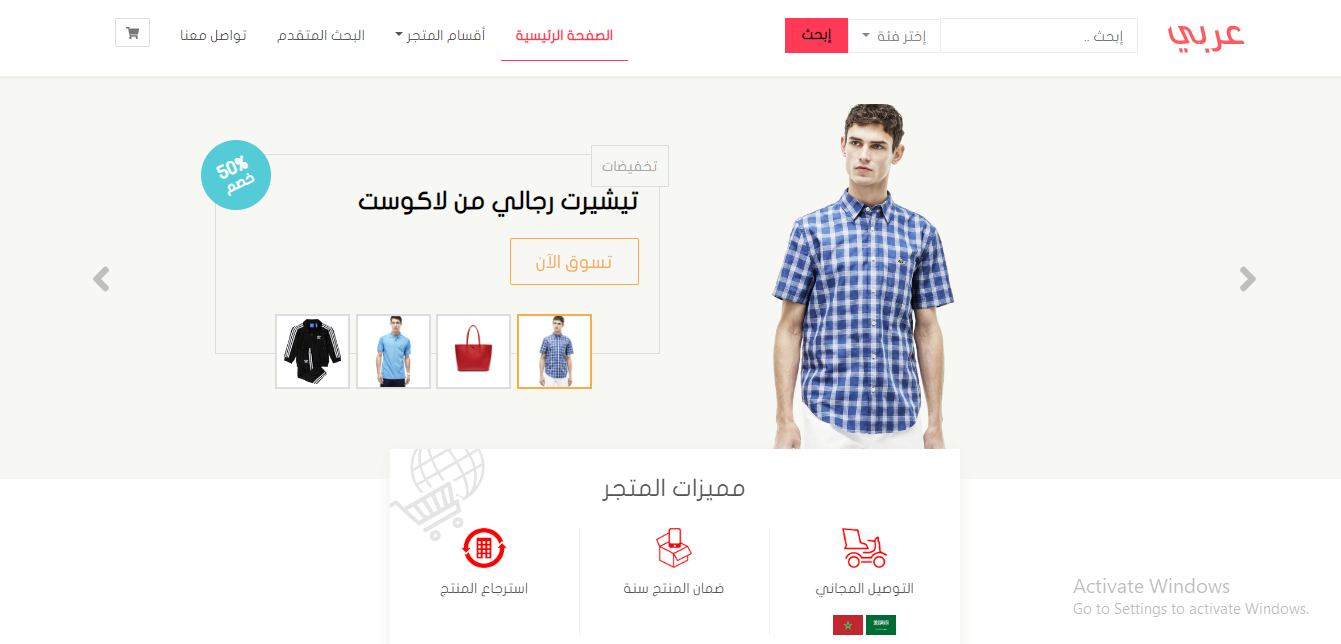 عربي
إبحث ..
إختر فئة
إبحث
الصفحة الرئيسية
أقسام المتجر
البحث المتقدم
تواصل معنا
تخفيضات
50%
خصم
تيشيرت رجالي من لاكوست
تسوق الآن
مميزات المتجر
التوصيل المجاني
ضمان المنتج سنة
استرجاع المنتج
Activate Windows
Go to Settings to activate Windows.